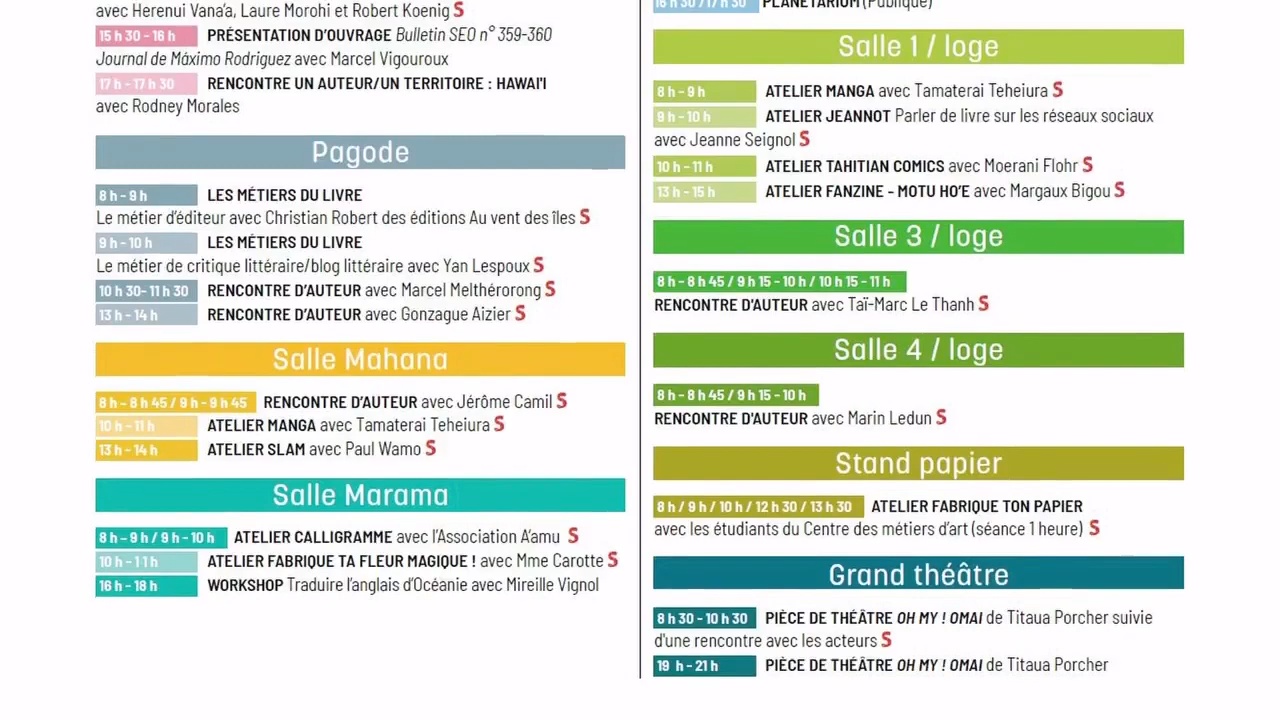 avec Herenui Vana'a, Laure Morohi et Robert Koenig S
15 h 30 - 16 h PRÉSENTATION D'OUVRAGE Bulletin SEO n° 359-360
Journal de Máximo Rodriguez avec Marcel Vigouroux
17 h - 17 h 30 RENCONTRE UN AUTEUR/UN TERRITOIRE : HAWAI'I
avec Rodney Morales
Pagode
8 h - 9 h LES MÉTIERS DU LIVRE
Le métier d'éditeur avec Christian Robert des éditions Au vent des îles S
9 h - 10 h LES MÉTIERS DU LIVRE
Le métier de critique littéraire/blog littéraire avec Yan Lespoux S
10 h 30- 11 h 30 RENCONTRE D'AUTEUR avec Marcel Melthérorong S
13 h - 14 h RENCONTRE D'AUTEUR avec Gonzague Aizier S
Salle Mahana
8 h - 8 h 45 / 9 h - 9 h 45 RENCONTRE D'AUTEUR avec Jérôme Camil S
10 h - 11 h ATELIER MANGA avec Tamaterai Teheiura S
13 h - 14 h ATELIER SLAM avec Paul Wamo S
Salle Marama
8 h - 9 h / 9 h - 10 h ATELIER CALLIGRAMME avec l'Association A'amu S
10 h - 1 1 h ATELIER FABRIQUE TA FLEUR MAGIQUE ! avec Mme Carotte S
16 h - 18 h WORKSHOP Traduire l'anglais d'Océanie avec Mireille Vignol
16 h 30 / 17 h 30 PLANÉTARIUM (Publique)
Salle 1 / loge
8 h - 9 h ATELIER MANGA avec Tamaterai Teheiura S
9 h - 10 h ATELIER JEANNOT Parler de livre sur les réseaux sociaux
avec Jeanne Seignol S
10 h - 11 h ATELIER TAHITIAN COMICS avec Moerani Flohr S
13 h - 15 h ATELIER FANZINE - MOTU HO'E avec Margaux Bigou S
Salle 3 / loge
8 h - 8 h 45 / 9 h 15 - 10 h / 10 h 15 - 11 h
RENCONTRE D'AUTEUR avec Taï-Marc Le Thanh S
Salle 4 / loge
8 h - 8 h 45 / 9 h 15 - 10 h
RENCONTRE D'AUTEUR avec Marin Ledun S
Stand papier
8 h / 9 h / 10 h / 12 h 30 / 13 h 30 ATELIER FABRIQUE TON PAPIER
avec les étudiants du Centre des métiers d'art (séance 1 heure) S
Grand théâtre
8 h 30 - 10 h 30 PIÈCE DE THÉÂTRE OH MY ! OMAI de Titaua Porcher suivie
d'une rencontre avec les acteurs S
19 h - 21 h PIÈCE DE THÉÂTRE OH MY ! OMAI de Titaua Porcher